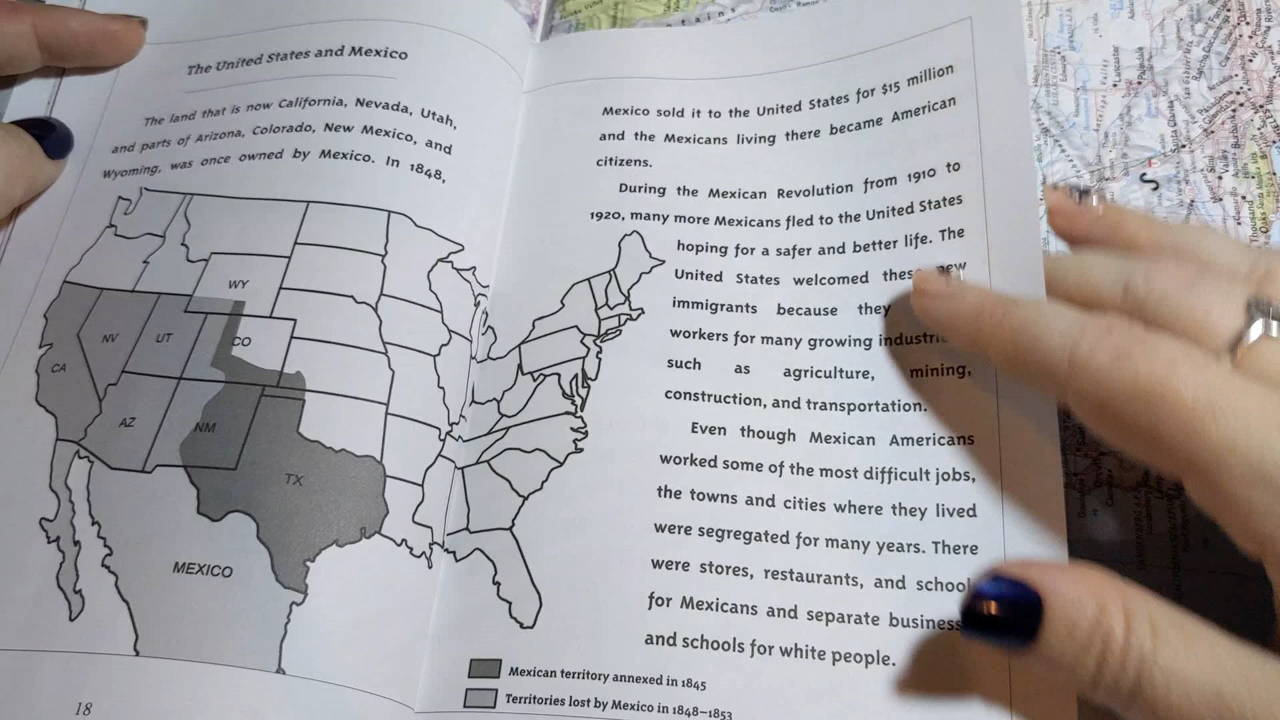 The United States and Mexico
The land that is now California, Nevada, Utah,
and parts of Arizona, Colorado, New Mexico, and
Wyoming, was once owned by Mexico. In 1848,
WY
NV
UT
CO
CA
AZ
NM
TX
MEXICO
18
Mexico sold it to the United States for $15 million
and the Mexicans living there became American
citizens.
During the Mexican Revolution from 1910 to
1920, many more Mexicans fled to the United States
hoping for a safer and better life. The
United States welcomed these new
immigrants because they
workers for many growing
such as agriculture, mining,
construction, and transportation.
Even though Mexican Americans
worked some of the most difficult jobs,
the towns and cities where they lived
were segregated for many years. There
were stores, restaurants, and
for Mexicans and separate
and schools for white people.
Mexican territory annexed in 1845
Territories lost by Mexico in 1848–1853